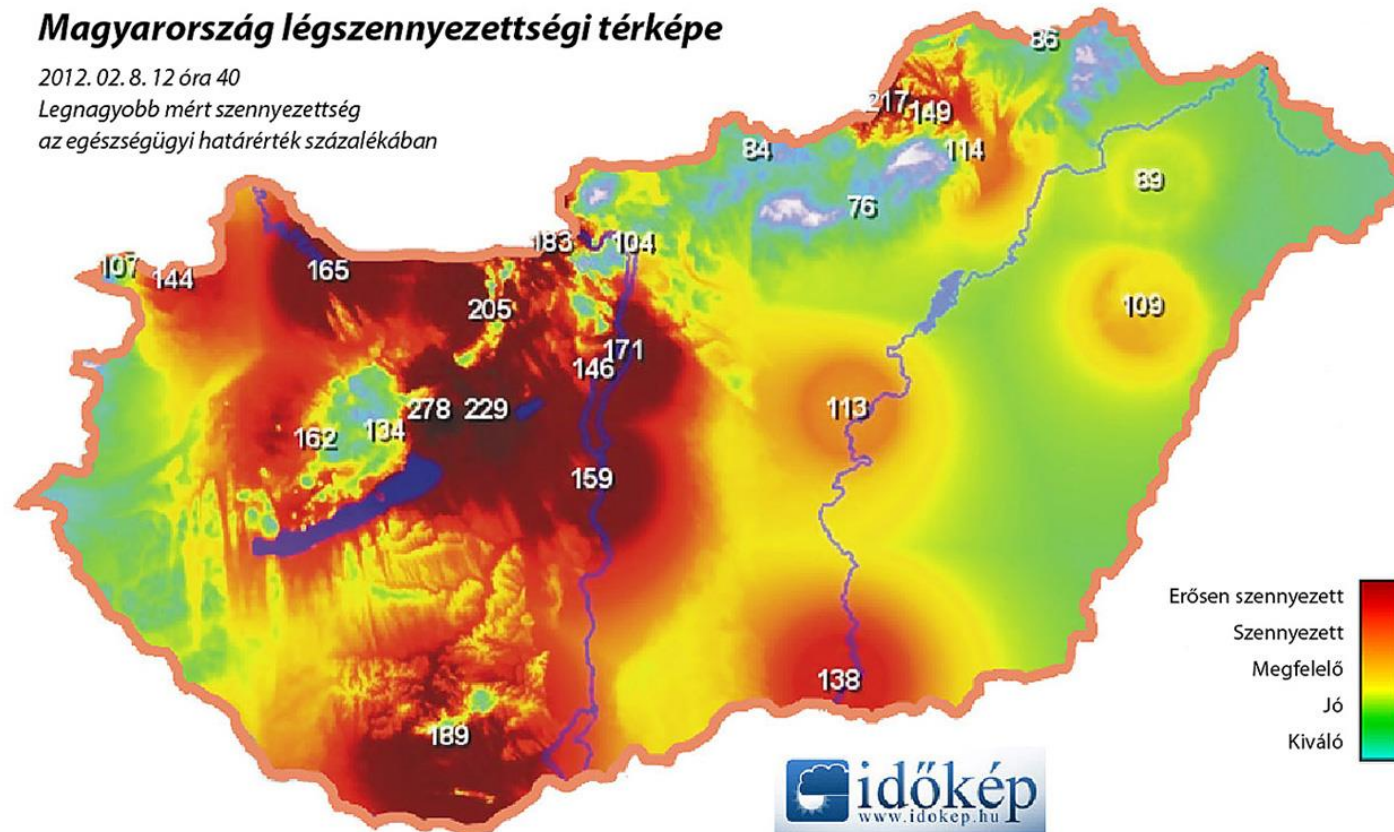 Magyarország légszennyezettségi térképe
2012. 02. 8. 12 óra 40
Legnagyobb mért szennyezettség
az egészségügyi határérték százalékában
86
217
149
84
114
76
89
183
104
107
144
165
205
109
171
146
278
229
113
162
134
159
138
189
Erősen szennyezett
Szennyezett
Megfelelő
Jó
Kiváló
időkép
www.idokep.hu